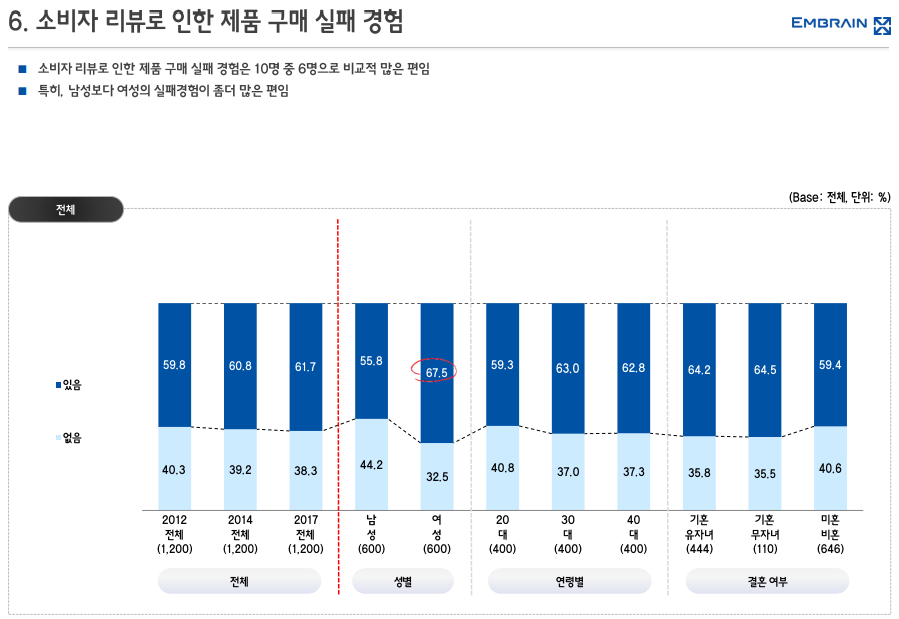 6. 소비자 리뷰로 인한 제품 구매 실패 경험
EMBRAIN
■ 소비자 리뷰로 인한 제품 구매 실패 경험은 10명 중 6명으로 비교적 많은 편임
■ 특히, 남성보다 여성의 실패경험이 좀더 많은 편임
(Base: 전체, 단위: %)
전체
59.8 60.8 61.7 55.8 67.5 59.3 63.0 62.8 64.2 64.5 59.4
■있음
■없음
40.3 39.2 38.3 44.2 32.5 40.8 37.0 37.3 35.8 35.5 40.6
2012 2014 2017 남 여 20 30 40 기혼 기혼 미혼
전체 전체 전체 성 성 대 대 대 유자녀 무자녀 비혼
(1,200) (1,200) (1,200) (600) (600) (400) (400) (400) (444) (110) (646)
전체 성별 연령별 결혼 여부